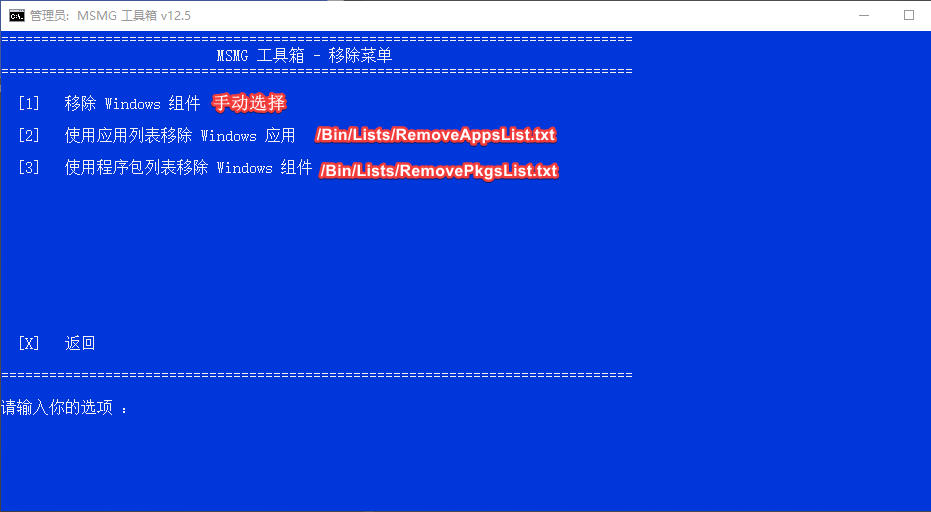 管理员: MSMG 工具箱 v12.5
===============================================================================
MSMG 工具箱 - 移除菜单
===============================================================================
[1] 移除 Windows 组件 手动选择
[2] 使用应用列表移除 Windows 应用 /Bin/Lists/RemoveAppsList.txt
[3] 使用程序包列表移除 Windows 组件 /Bin/Lists/RemovePkgsList.txt
[X] 返回
===============================================================================
请输入你的选项 :